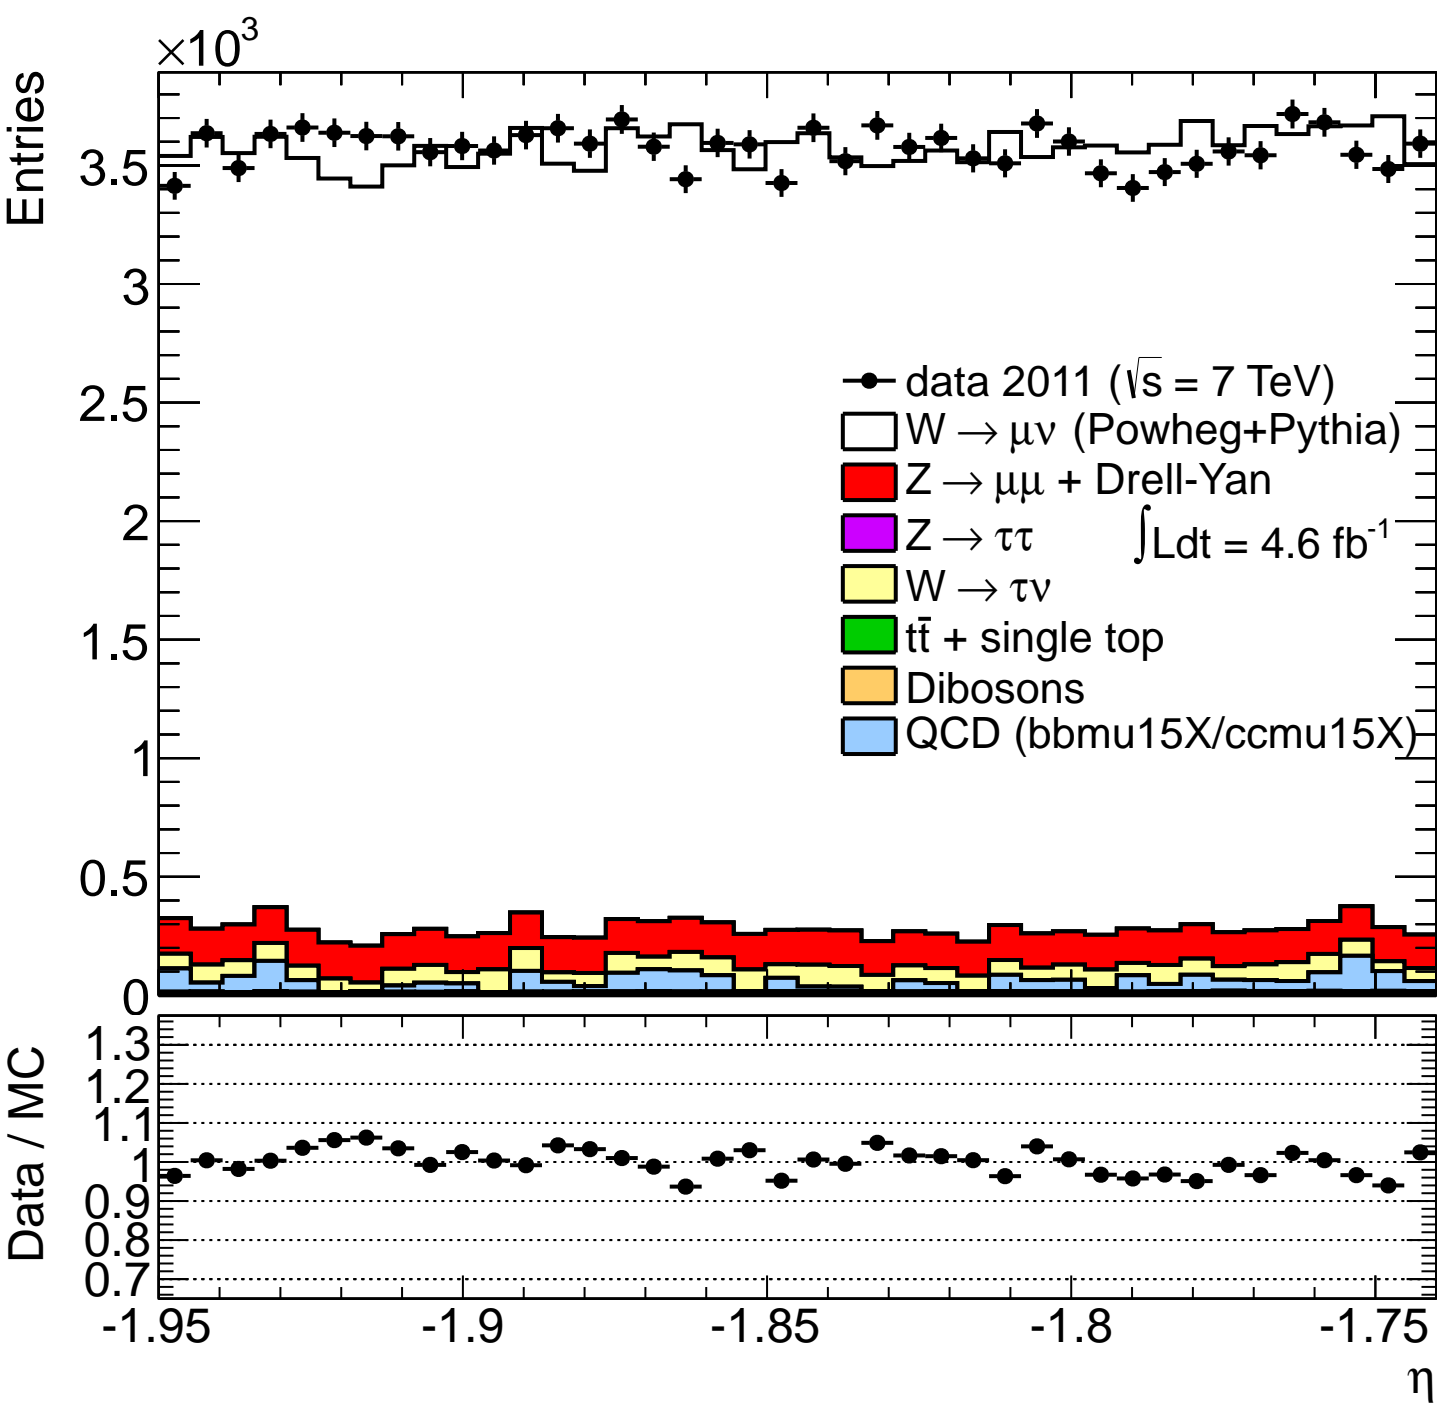 ×10³
Entries
3.5
3
2.5
2
1.5
1
0.5
0
data 2011 (√s = 7 TeV)
W → μν (Powheg+Pythia)
Z → μμ + Drell-Yan
Z → ττ
∫Ldt = 4.6 fb⁻¹
W → τν
tt̄ + single top
Dibosons
QCD (bbmu15X/ccmu15X)
Data / MC
1.3
1.2
1.1
1
0.9
0.8
0.7
-1.95 -1.9 -1.85 -1.8 -1.75
η